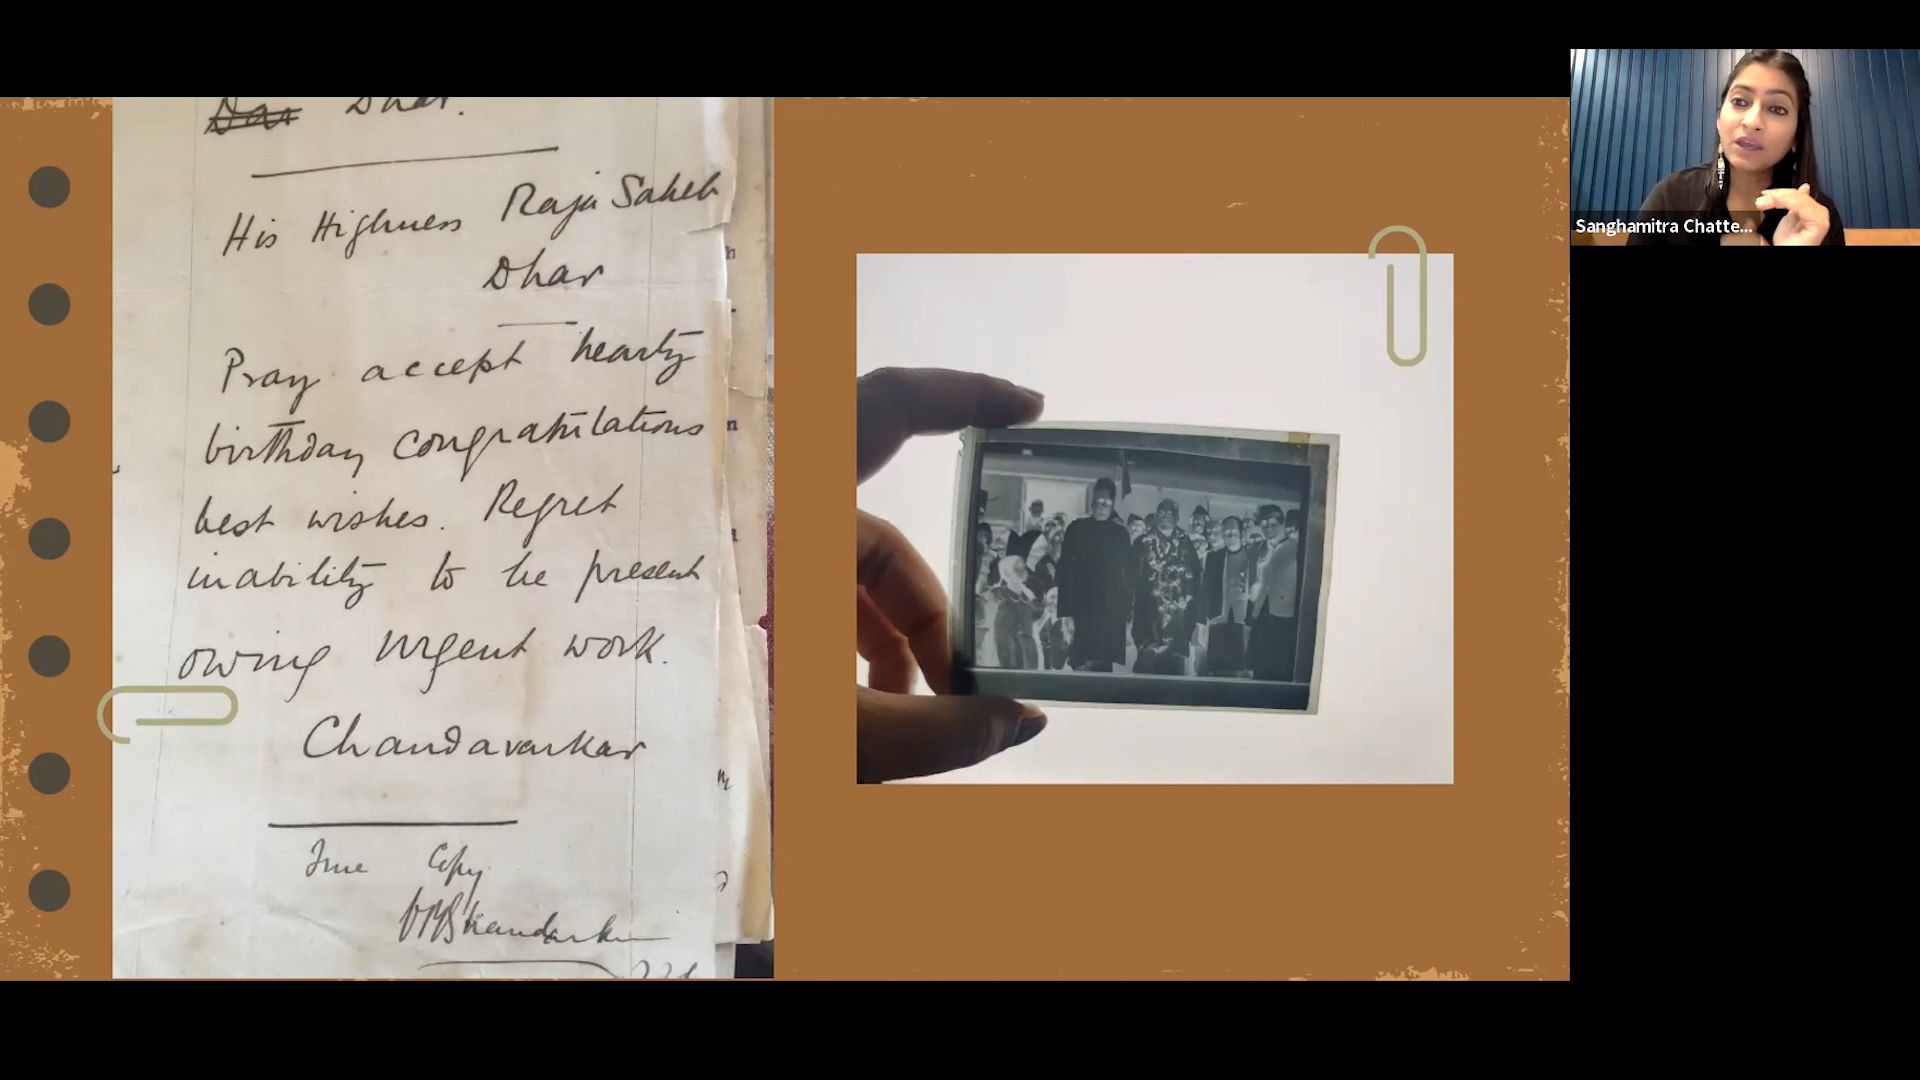 Dhar.
His Highness Raja Saheb
Dhar
Pray accept hearty
birthday congratulations
best wishes. Regret
inability to be present
owing urgent work.
Chandavarkar
True Copy
Sanghamitra Chatte...